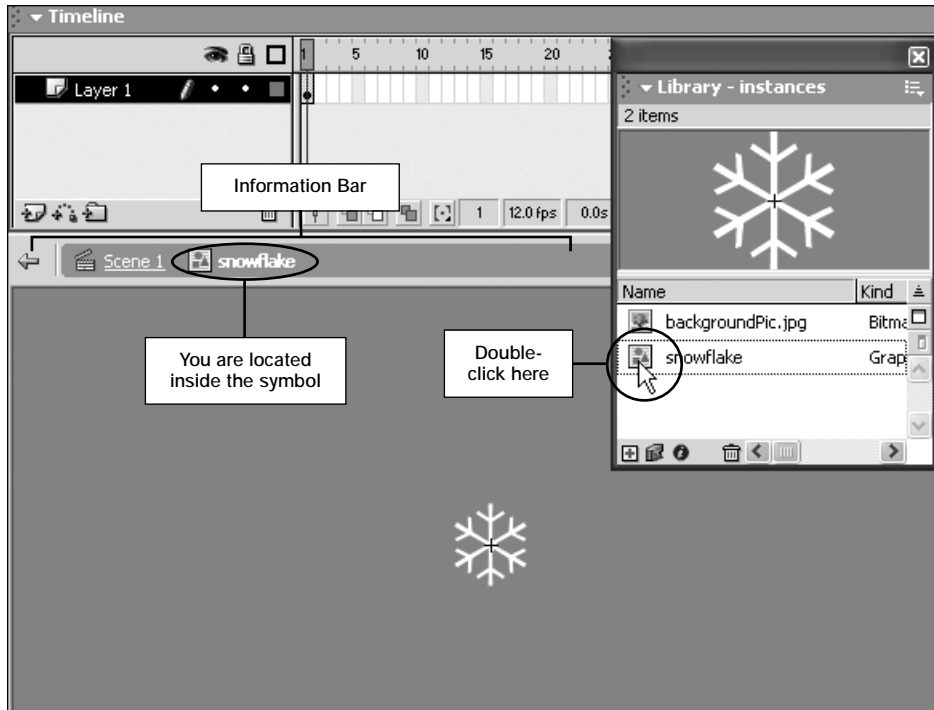 Timeline
1 5 10 15 20
Layer 1
Library - instances
2 items
Information Bar
1 12.0 fps 0.0s
Scene 1 snowflake
Name Kind
backgroundPic.jpg Bitma
snowflake Grap
You are located
inside the symbol
Double-
click here